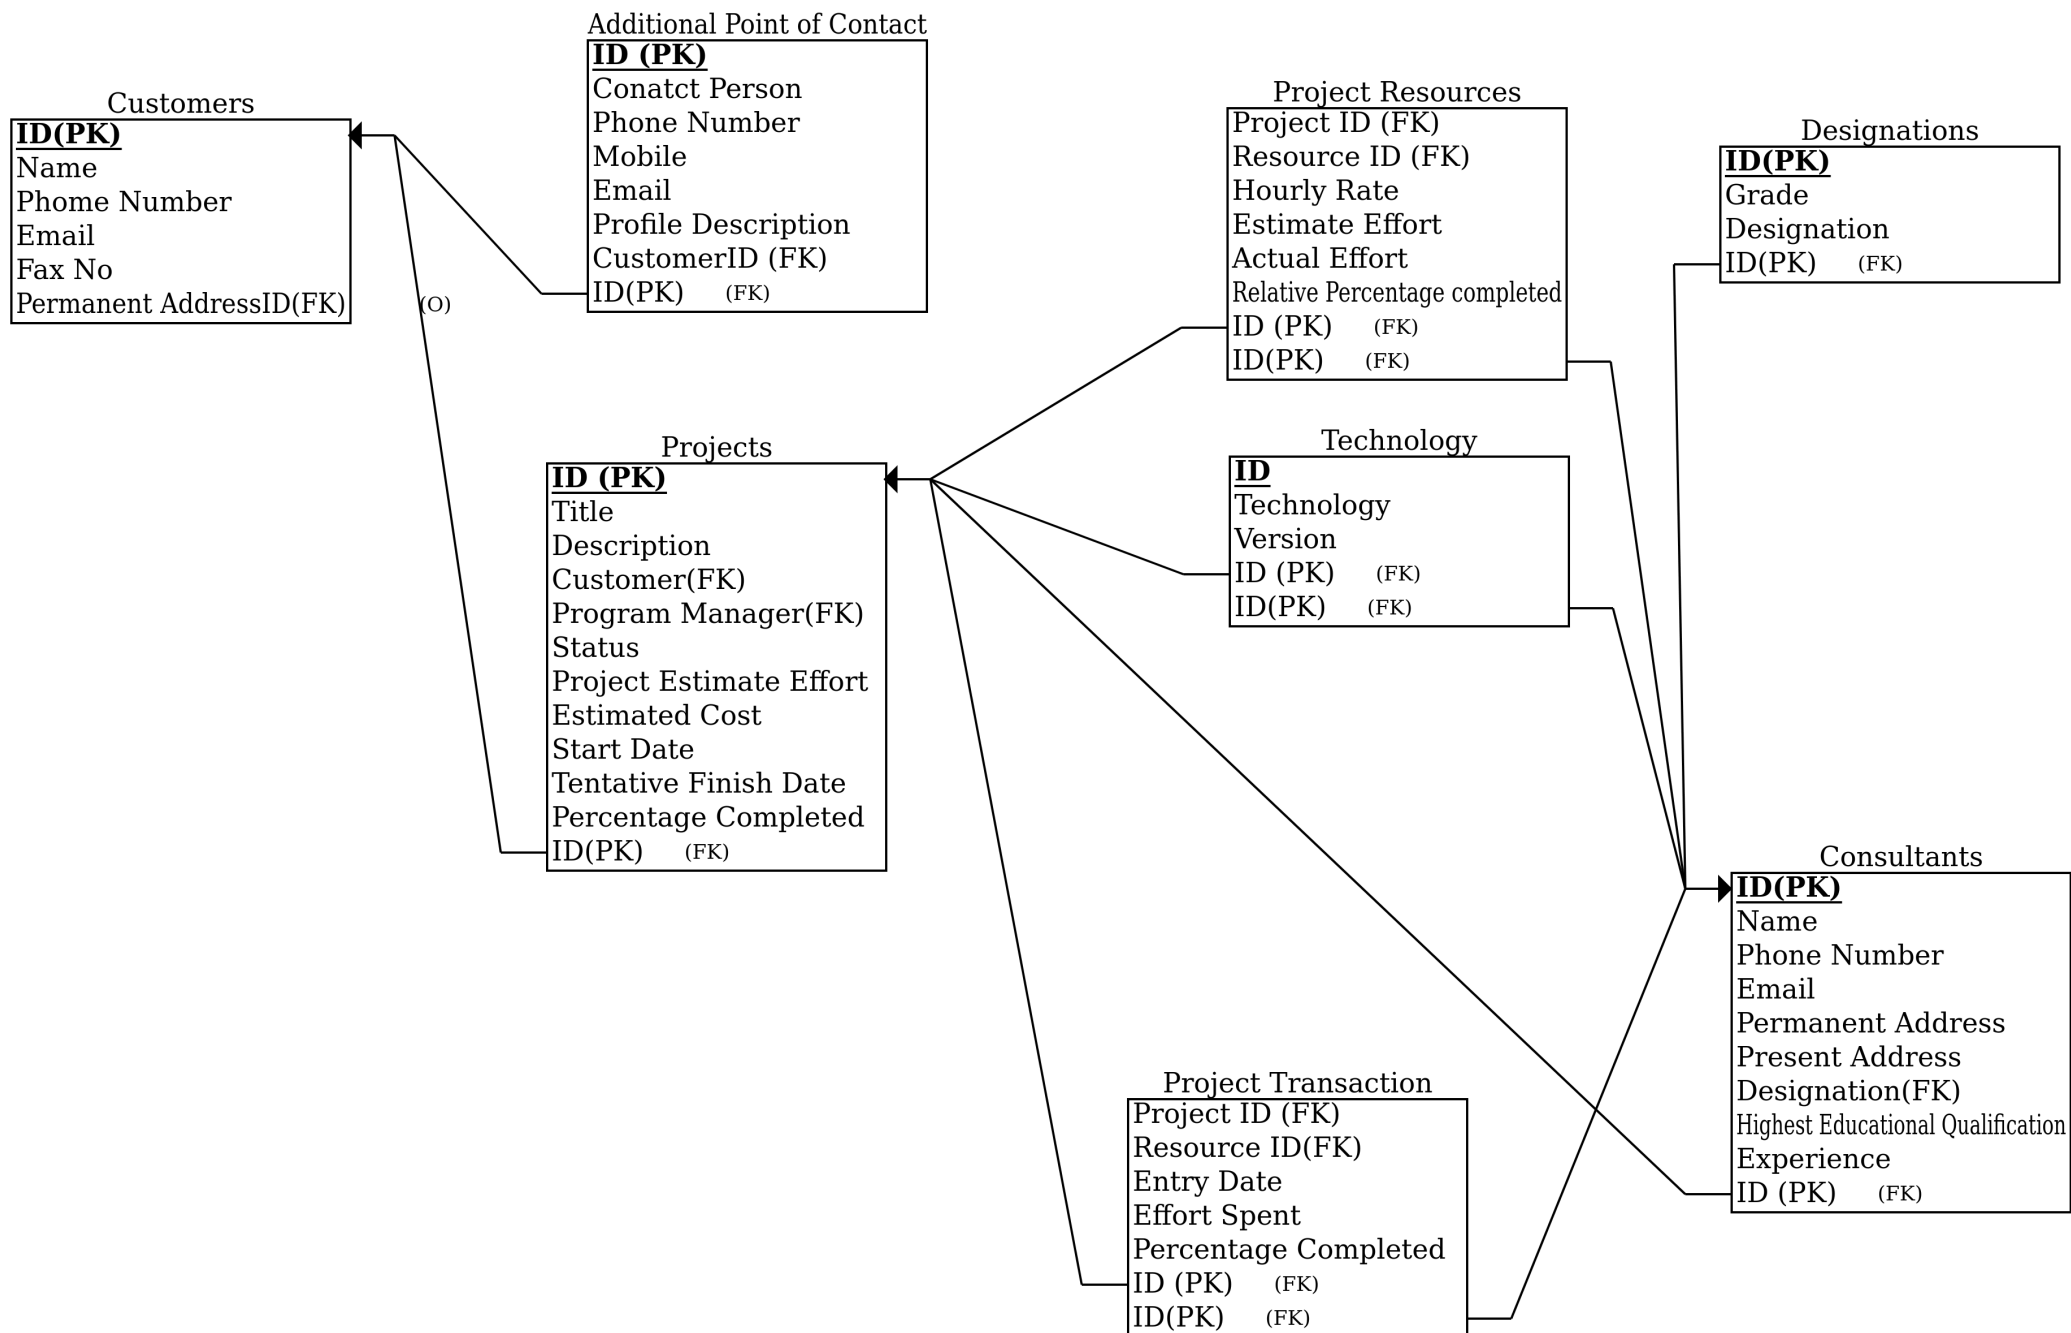 Additional Point of Contact
ID (PK)
Conatct Person
Phone Number
Mobile
Email
Profile Description
CustomerID (FK)
ID(PK) (FK)
Customers
ID(PK)
Name
Phome Number
Email
Fax No
Permanent AddressID(FK)
(O)
Project Resources
Project ID (FK)
Resource ID (FK)
Hourly Rate
Estimate Effort
Actual Effort
Relative Percentage completed
ID (PK) (FK)
ID(PK) (FK)
Designations
ID(PK)
Grade
Designation
ID(PK) (FK)
Projects
ID (PK)
Title
Description
Customer(FK)
Program Manager(FK)
Status
Project Estimate Effort
Estimated Cost
Start Date
Tentative Finish Date
Percentage Completed
ID(PK) (FK)
Technology
ID
Technology
Version
ID (PK) (FK)
ID(PK) (FK)
Consultants
ID(PK)
Name
Phone Number
Email
Permanent Address
Present Address
Designation(FK)
Highest Educational Qualification
Experience
ID (PK) (FK)
Project Transaction
Project ID (FK)
Resource ID(FK)
Entry Date
Effort Spent
Percentage Completed
ID (PK) (FK)
ID(PK) (FK)